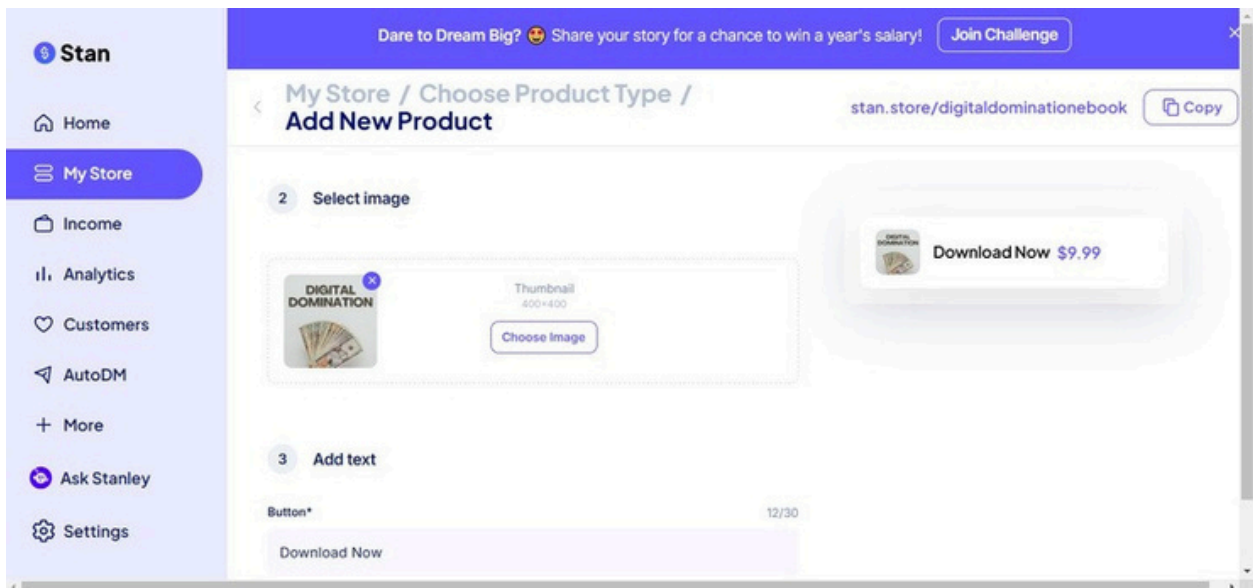 Stan
Home
My Store
Income
Analytics
Customers
AutoDM
More
Ask Stanley
Settings
Dare to Dream Big? 🤩 Share your story for a chance to win a year's salary!
Join Challenge
My Store / Choose Product Type /
Add New Product
stan.store/digitaldominationebook
Copy
2 Select image
DIGITAL
DOMINATION
Thumbnail
400×400
Choose Image
DIGITAL
DOMINATION
Download Now $9.99
3 Add text
Button* 12/30
Download Now